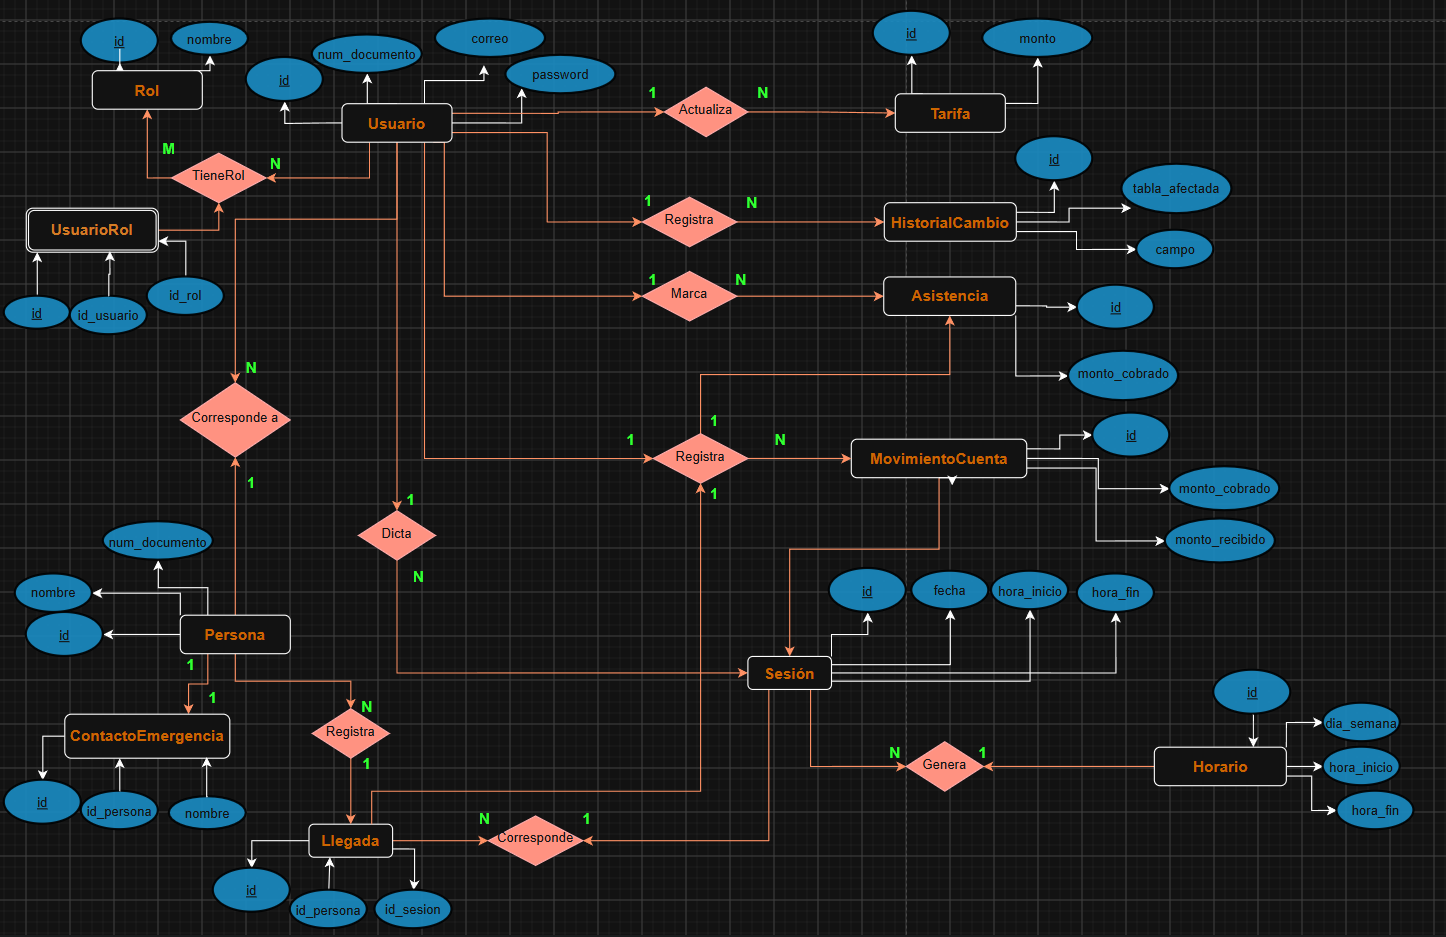 id
nombre
Rol
id
num_documento
correo
password
Usuario
id
monto
Tarifa
1
Actualiza
N
M
TieneRol
N
UsuarioRol
id
id_usuario
id_rol
1
Registra
N
HistorialCambio
id
tabla_afectada
campo
1
Marca
N
Asistencia
id
monto_cobrado
N
Corresponde a
1
1
1
Registra
N
1
MovimientoCuenta
id
monto_cobrado
monto_recibido
1
Dicta
N
num_documento
nombre
id
Persona
id
fecha
hora_inicio
hora_fin
Sesión
1
1
ContactoEmergencia
id
id_persona
nombre
N
Registra
1
N
Genera
1
Horario
id
dia_semana
hora_inicio
hora_fin
Llegada
N
Corresponde
1
id
id_persona
id_sesion